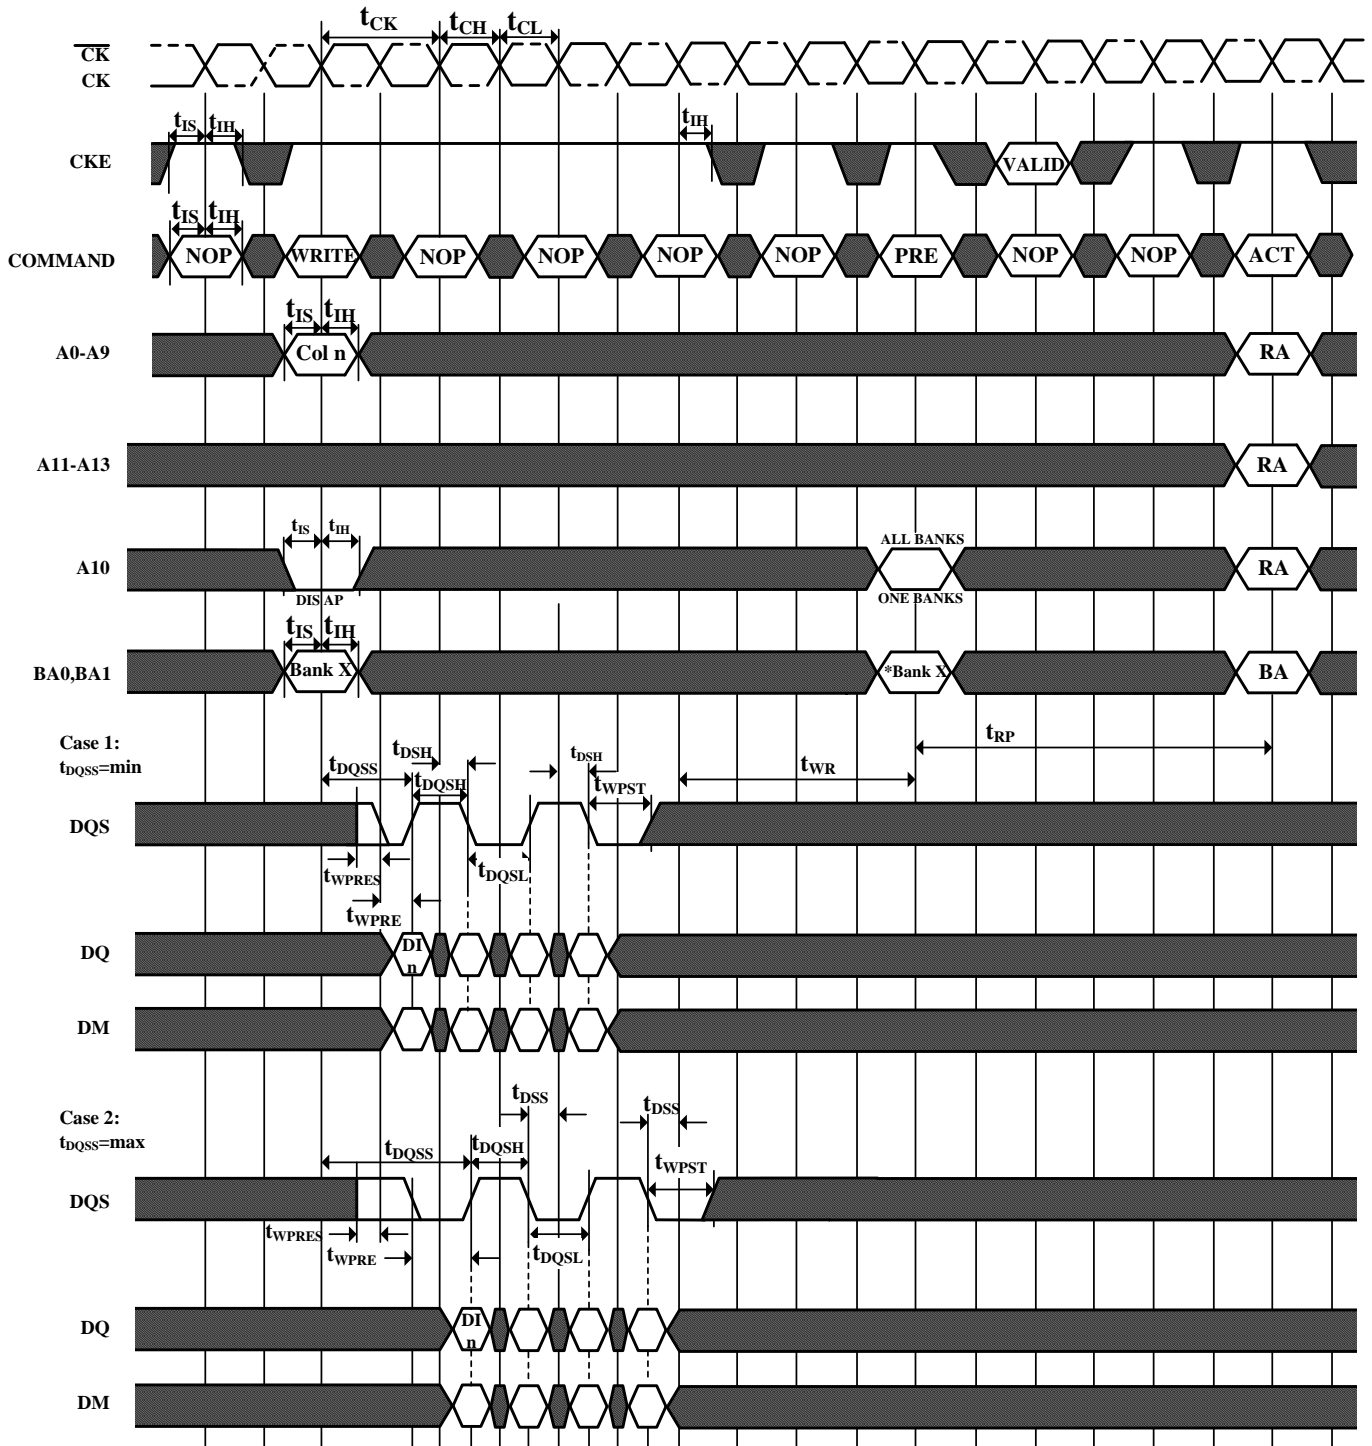 tCK tCH tCL
CK
CK
tIS tIH tIH
CKE VALID
tIS tIH
COMMAND NOP WRITE NOP NOP NOP NOP PRE NOP NOP ACT
tIS tIH
A0-A9 Col n RA
A11-A13 RA
tIS tIH ALL BANKS
A10 RA
DIS AP ONE BANKS
tIS tIH
BA0,BA1 Bank X *Bank X BA
Case 1:
tDQSS=min
tDSH tDSH tRP
tDQSS tDQSH tWPST tWR
DQS
tWPRES tDQSL
tWPRE
DQ DI n
DM
Case 2:
tDQSS=max
tDSS tDSS
tDQSS tDQSH tWPST
DQS
tWPRES tWPRE tDQSL
DQ DI n
DM